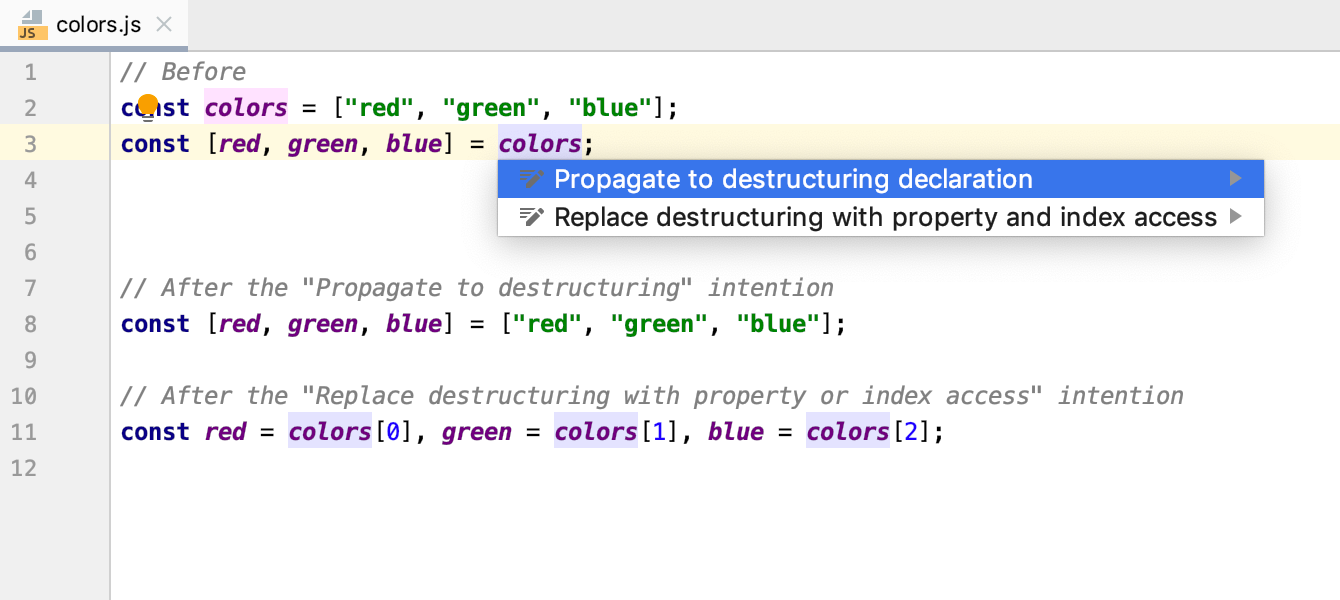 JS colors.js
1 // Before
2 const colors = ["red", "green", "blue"];
3 const [red, green, blue] = colors;
Propagate to destructuring declaration
4
Replace destructuring with property and index access
5
6
7 // After the "Propagate to destructuring" intention
8 const [red, green, blue] = ["red", "green", "blue"];
9
10 // After the "Replace destructuring with property or index access" intention
11 const red = colors[0], green = colors[1], blue = colors[2];
12